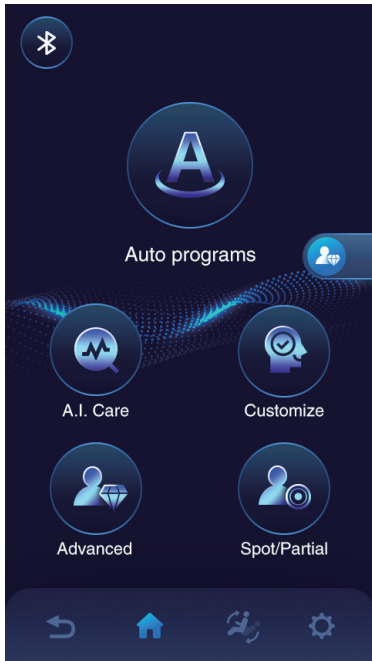 A
Auto programs
A.I. Care
Customize
Advanced
Spot/Partial